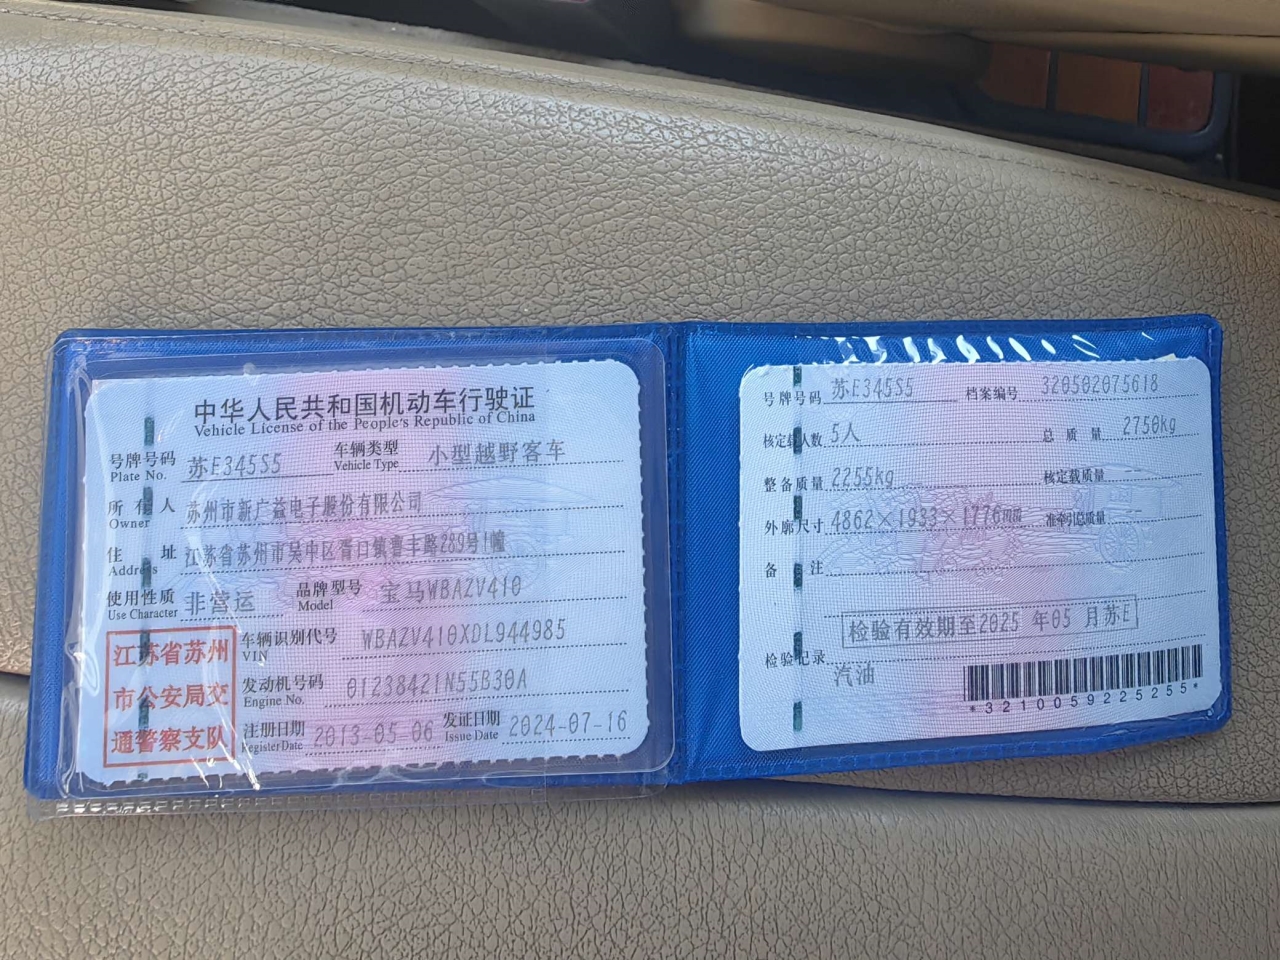 中华人民共和国机动车行驶证
Vehicle License of the People's Republic of China
号牌号码 苏E345S5 车辆类型 小型越野客车
Plate No. Vehicle Type
所有人 苏州市新广益电子股份有限公司
Owner
住址 江苏省苏州市吴中区胥口镇曹丰路289号1幢
Address
使用性质 非营运 品牌型号 宝马WBAZV410
Use Character Model
江苏省苏州
市公安局交
通警察支队
车辆识别代号 WBAZV410XDL944985
VIN
发动机号码 01238421N55B30A
Engine No.
注册日期 2013-05-06 发证日期 2024-07-16
Register Date Issue Date
号牌号码 苏E345S5 档案编号 320502075618
核定载人数 5人 总质量 2750kg
整备质量 2255kg 核定载质量 --
外廓尺寸 4862×1933×1776mm 准牵引总质量 --
备注
检验有效期至2025年05月苏E
检验记录
汽油
*3210059225255*